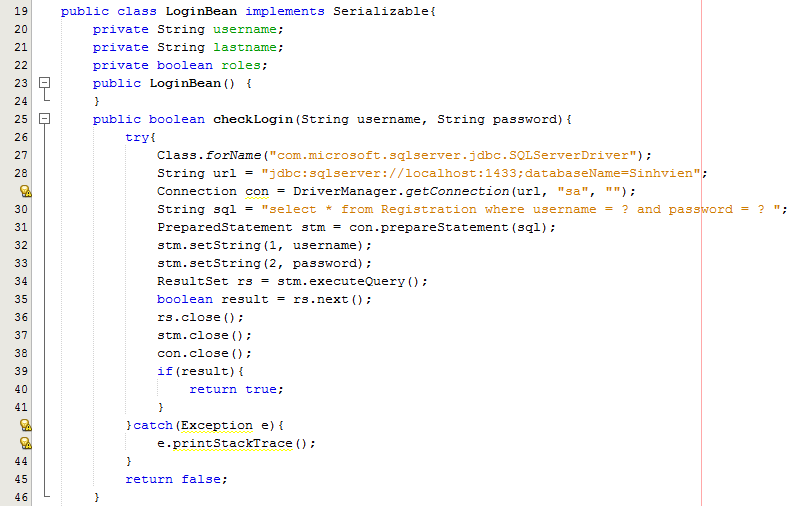 19 public class LoginBean implements Serializable{
20 private String username;
21 private String lastname;
22 private boolean roles;
23 public LoginBean() {
24 }
25 public boolean checkLogin(String username, String password){
26 try{
27 Class.forName("com.microsoft.sqlserver.jdbc.SQLServerDriver");
28 String url = "jdbc:sqlserver://localhost:1433;databaseName=Sinhvien";
Connection con = DriverManager.getConnection(url, "sa", "");
30 String sql = "select * from Registration where username = ? and password = ? ";
31 PreparedStatement stm = con.prepareStatement(sql);
32 stm.setString(1, username);
33 stm.setString(2, password);
34 ResultSet rs = stm.executeQuery();
35 boolean result = rs.next();
36 rs.close();
37 stm.close();
38 con.close();
39 if(result){
40 return true;
41 }
}catch(Exception e){
e.printStackTrace();
44 }
45 return false;
46 }